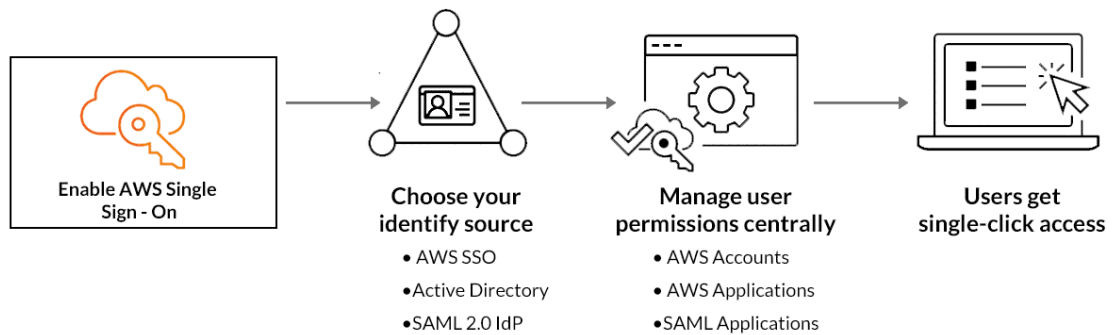 Enable AWS Single
Sign - On
Choose your
identify source
• AWS SSO
•Active Directory
•SAML 2.0 IdP
Manage user
permissions centrally
• AWS Accounts
• AWS Applications
•SAML Applications
Users get
single-click access